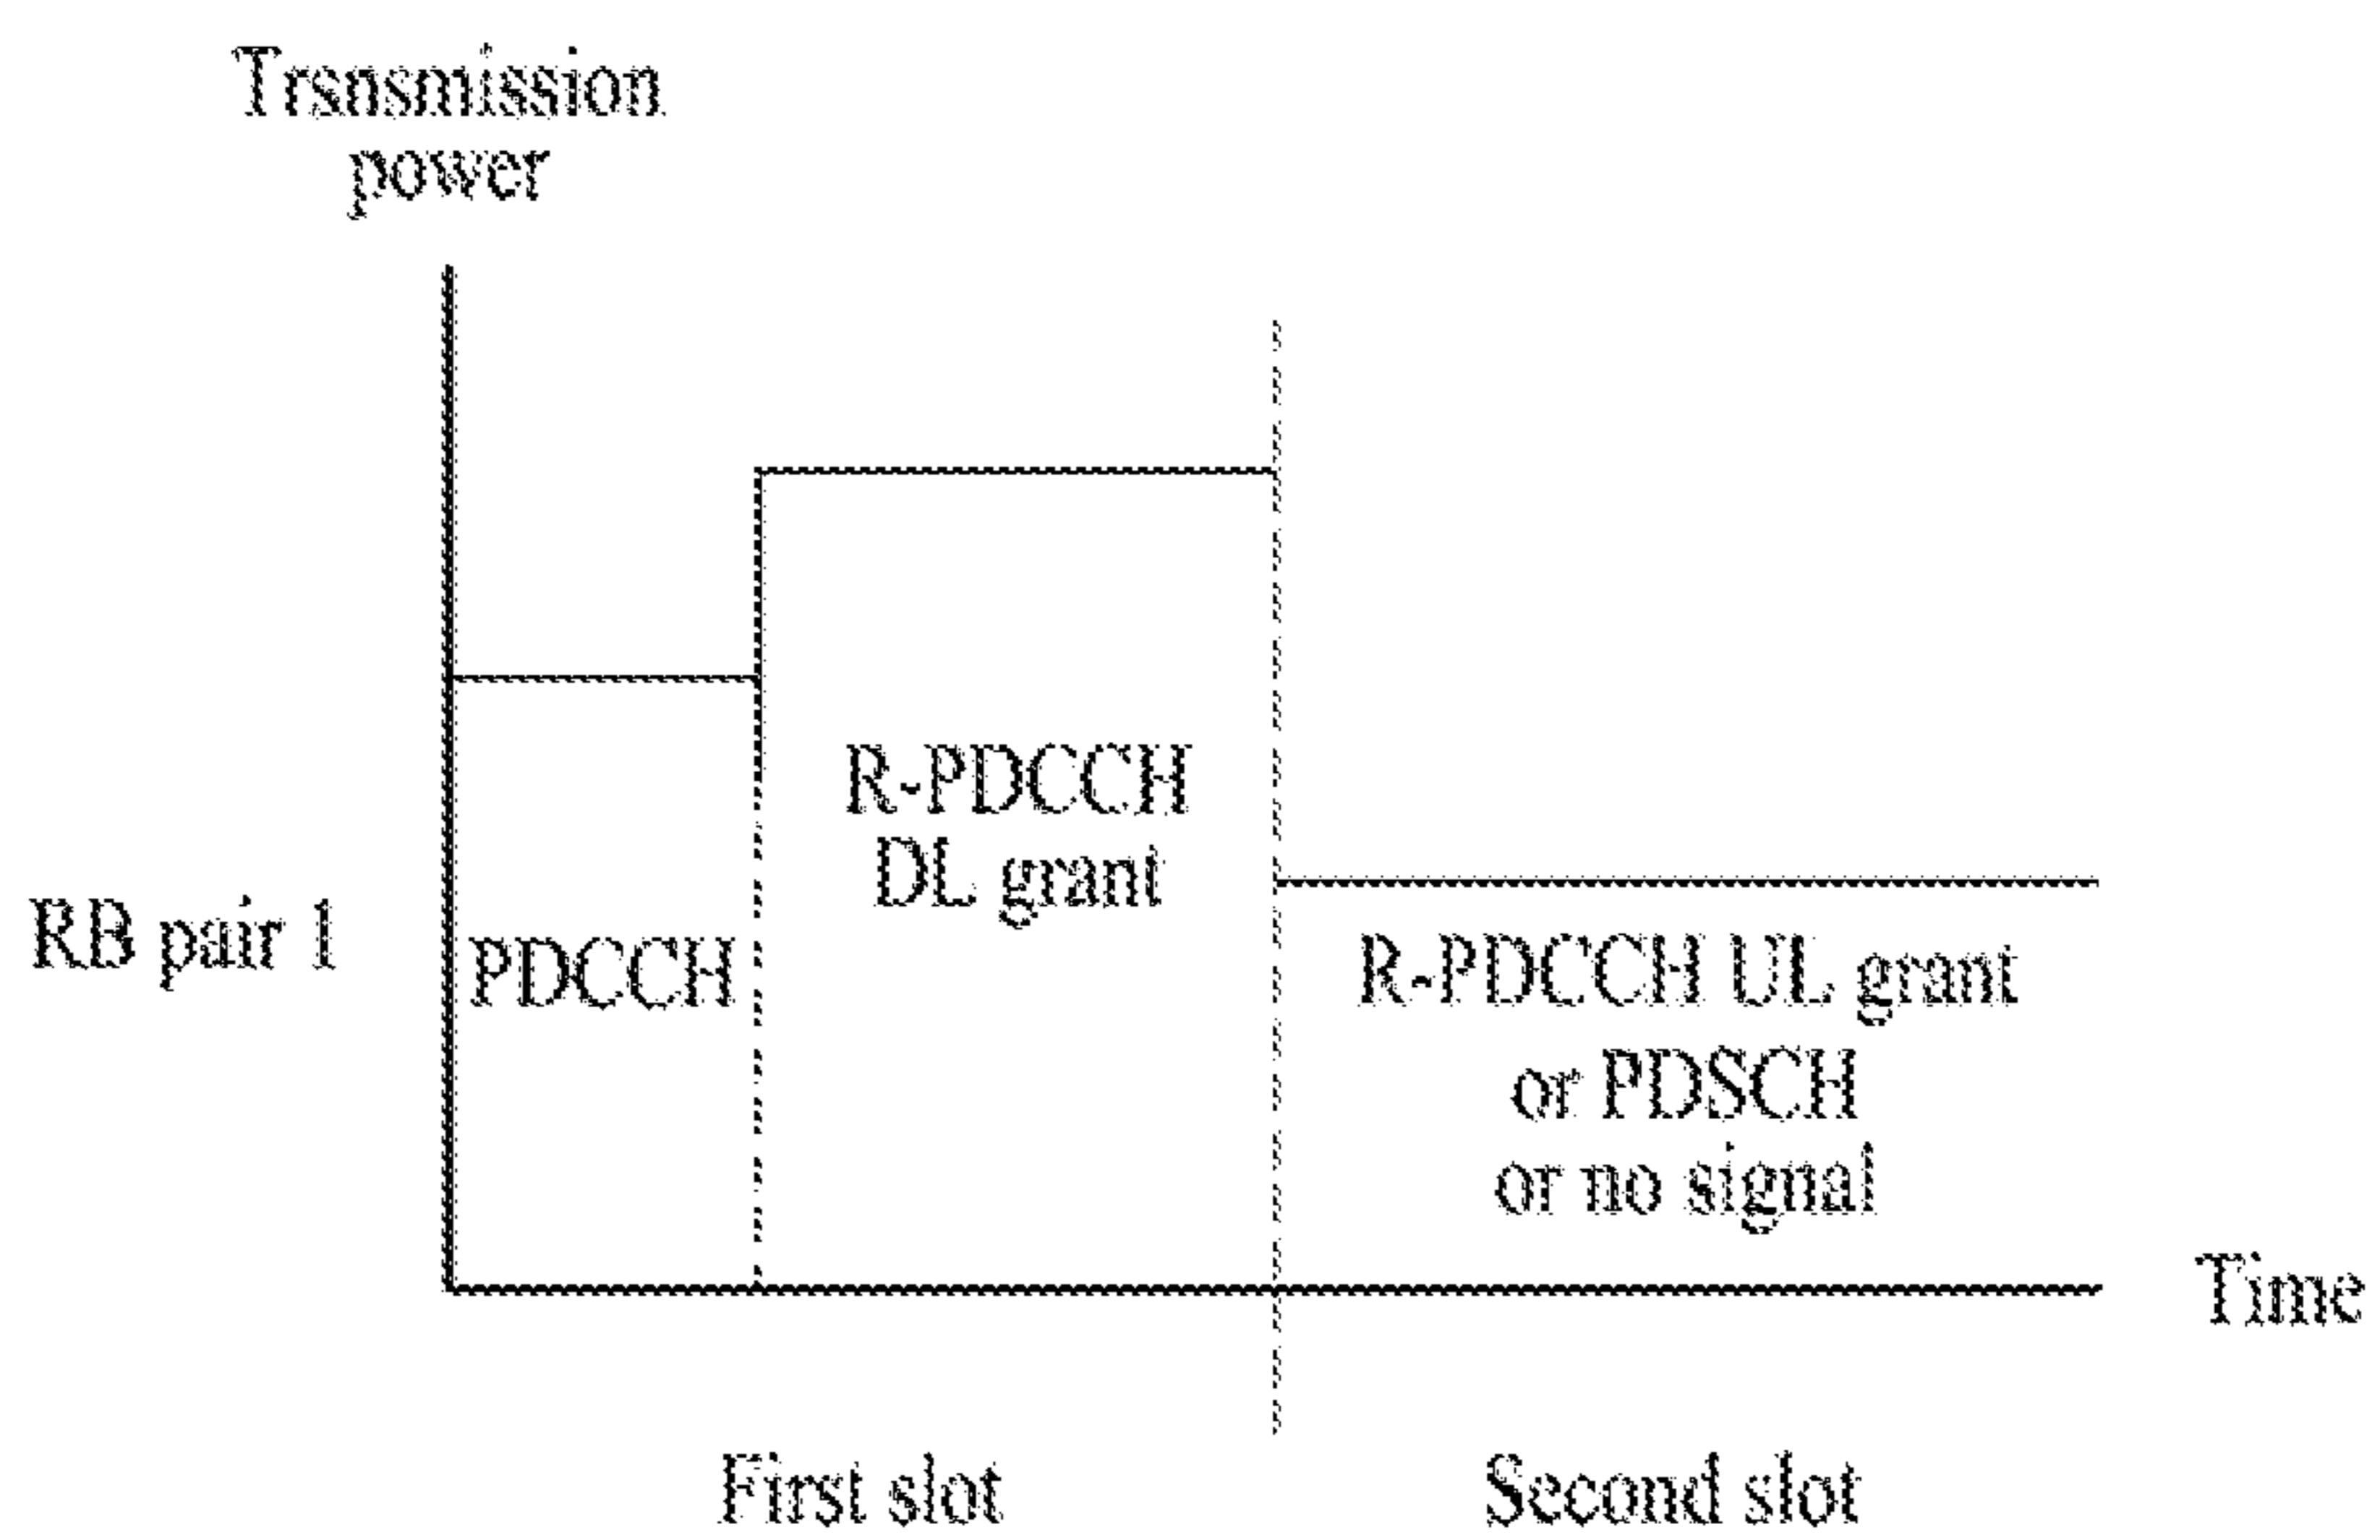 Trsnsmission
power
R-PDCCH
DL grant
RB pair 1
PDCCH
R-PDCCH UL grant
or PDSCH
or no signal
Time
First slot
Second slot